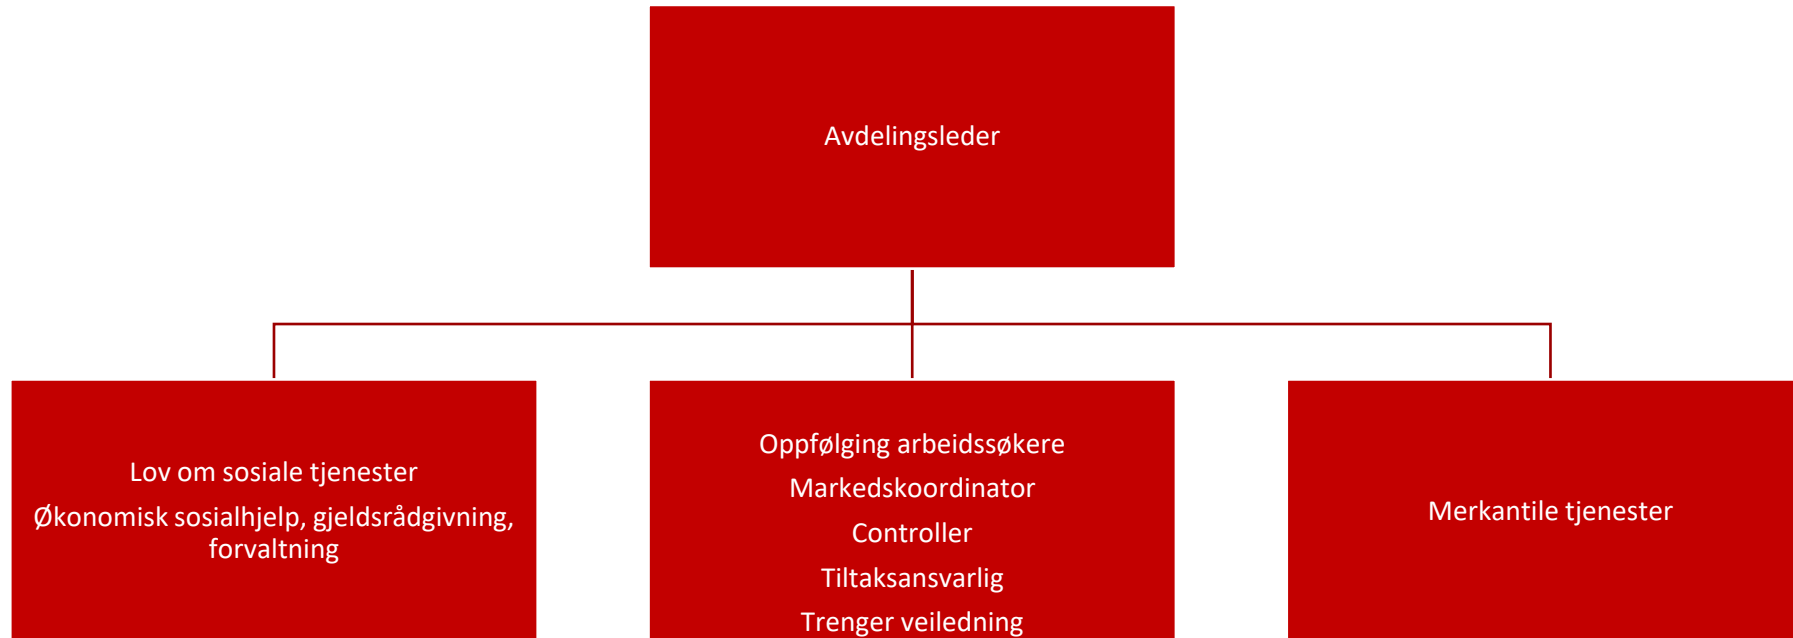 Avdelingsleder
Lov om sosiale tjenester
Økonomisk sosialhjelp, gjeldsrådgivning,
forvaltning
Oppfølging arbeidssøkere
Markedskoordinator
Controller
Tiltaksansvarlig
Trenger veiledning
Merkantile tjenester